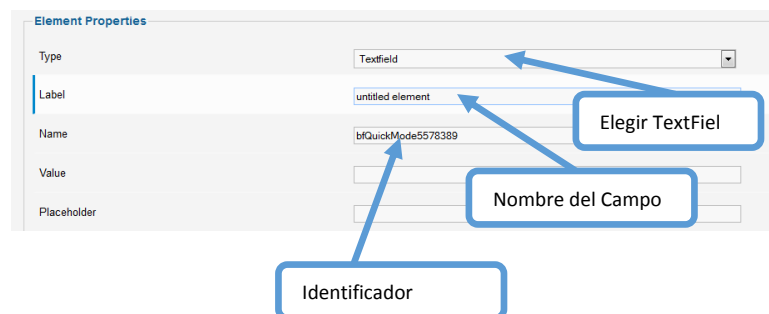 Element Properties
Type
Textfield
Label
untitled element
Elegir TextFiel
Name
bfQuickMode5578389
Value
Nombre del Campo
Placeholder
Identificador